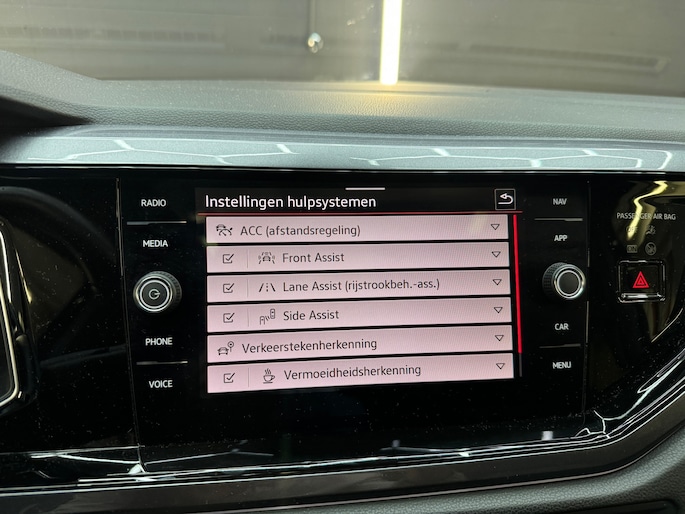 RADIO
MEDIA
PHONE
VOICE
Instellingen hulpsystemen
ACC (afstandsregeling)
Front Assist
Lane Assist (rijstrookbeh.-ass.)
Side Assist
Verkeerstekenherkenning
Vermoeidheidsherkenning
NAV
APP
CAR
MENU
PASSENGER AIR BAG